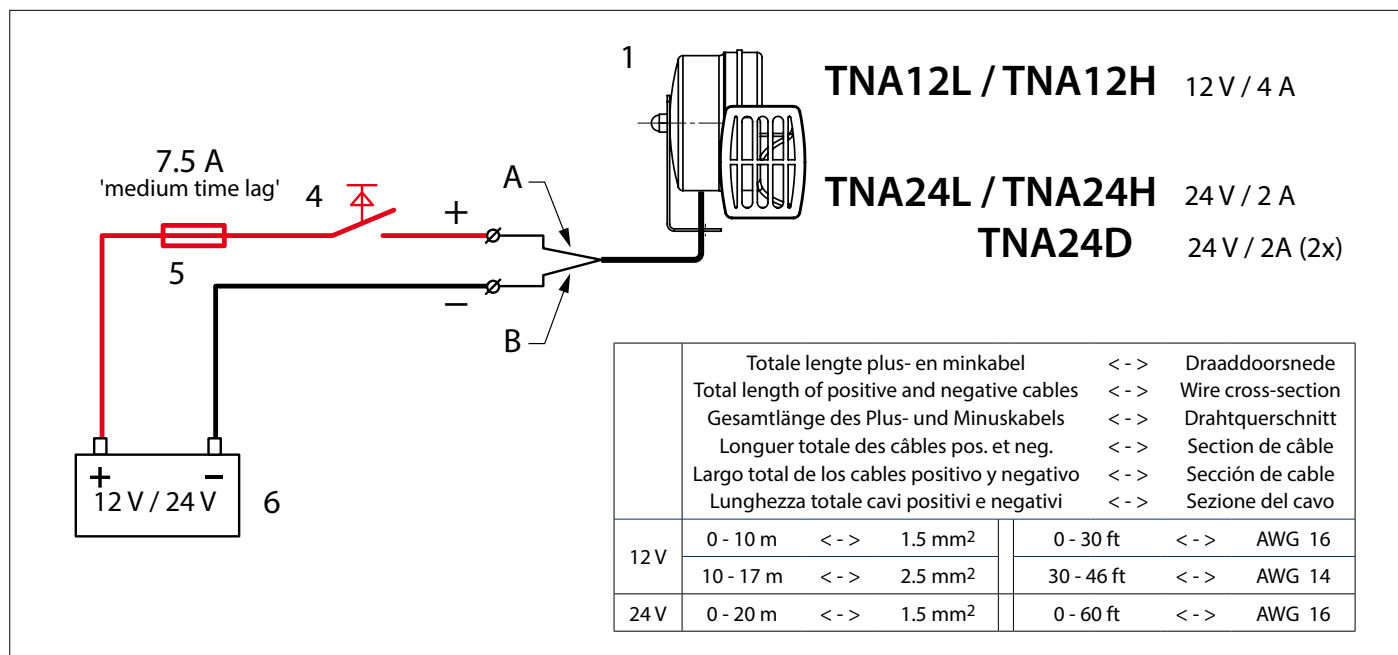 1
TNA12L / TNA12H 12 V / 4 A
7.5 A
'medium time lag'
4
A
TNA24L / TNA24H 24 V / 2 A
TNA24D 24 V / 2A (2x)
+
5
–
B
+ –
12 V / 24 V
6
Totale lengte plus- en minkabel < - > Draaddoorsnede
Total length of positive and negative cables < - > Wire cross-section
Gesamtlänge des Plus- und Minuskabels < - > Drahtquerschnitt
Longuer totale des câbles pos. et neg. < - > Section de câble
Largo total de los cables positivo y negativo < - > Sección de cable
Lunghezza totale cavi positivi e negativi < - > Sezione del cavo
12 V
0 - 10 m < - > 1.5 mm² 0 - 30 ft < - > AWG 16
10 - 17 m < - > 2.5 mm² 30 - 46 ft < - > AWG 14
24 V 0 - 20 m < - > 1.5 mm² 0 - 60 ft < - > AWG 16